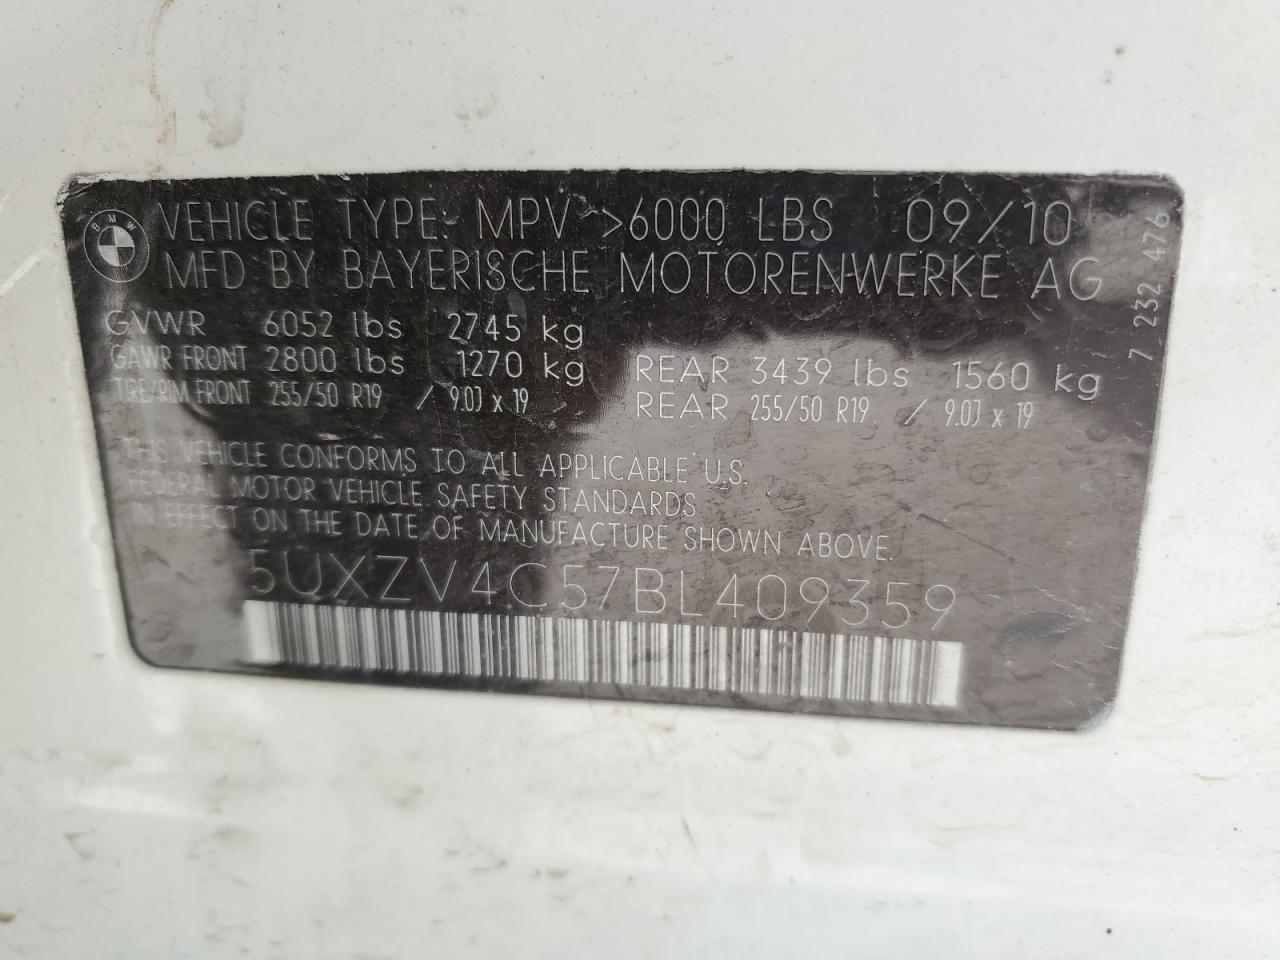 BMW
VEHICLE TYPE: MPV >6000 LBS 09/10
MFD BY BAYERISCHE MOTORENWERKE AG
GVWR 6052 lbs 2745 kg
GAWR FRONT 2800 lbs 1270 kg REAR 3439 lbs 1560 kg
TIRE/RIM FRONT 255/50 R19 / 9.0J x 19 REAR 255/50 R19 / 9.0J x 19
THIS VEHICLE CONFORMS TO ALL APPLICABLE U.S.
FEDERAL MOTOR VEHICLE SAFETY STANDARDS
IN EFFECT ON THE DATE OF MANUFACTURE SHOWN ABOVE.
5UXZV4C57BL409359
7 232 476